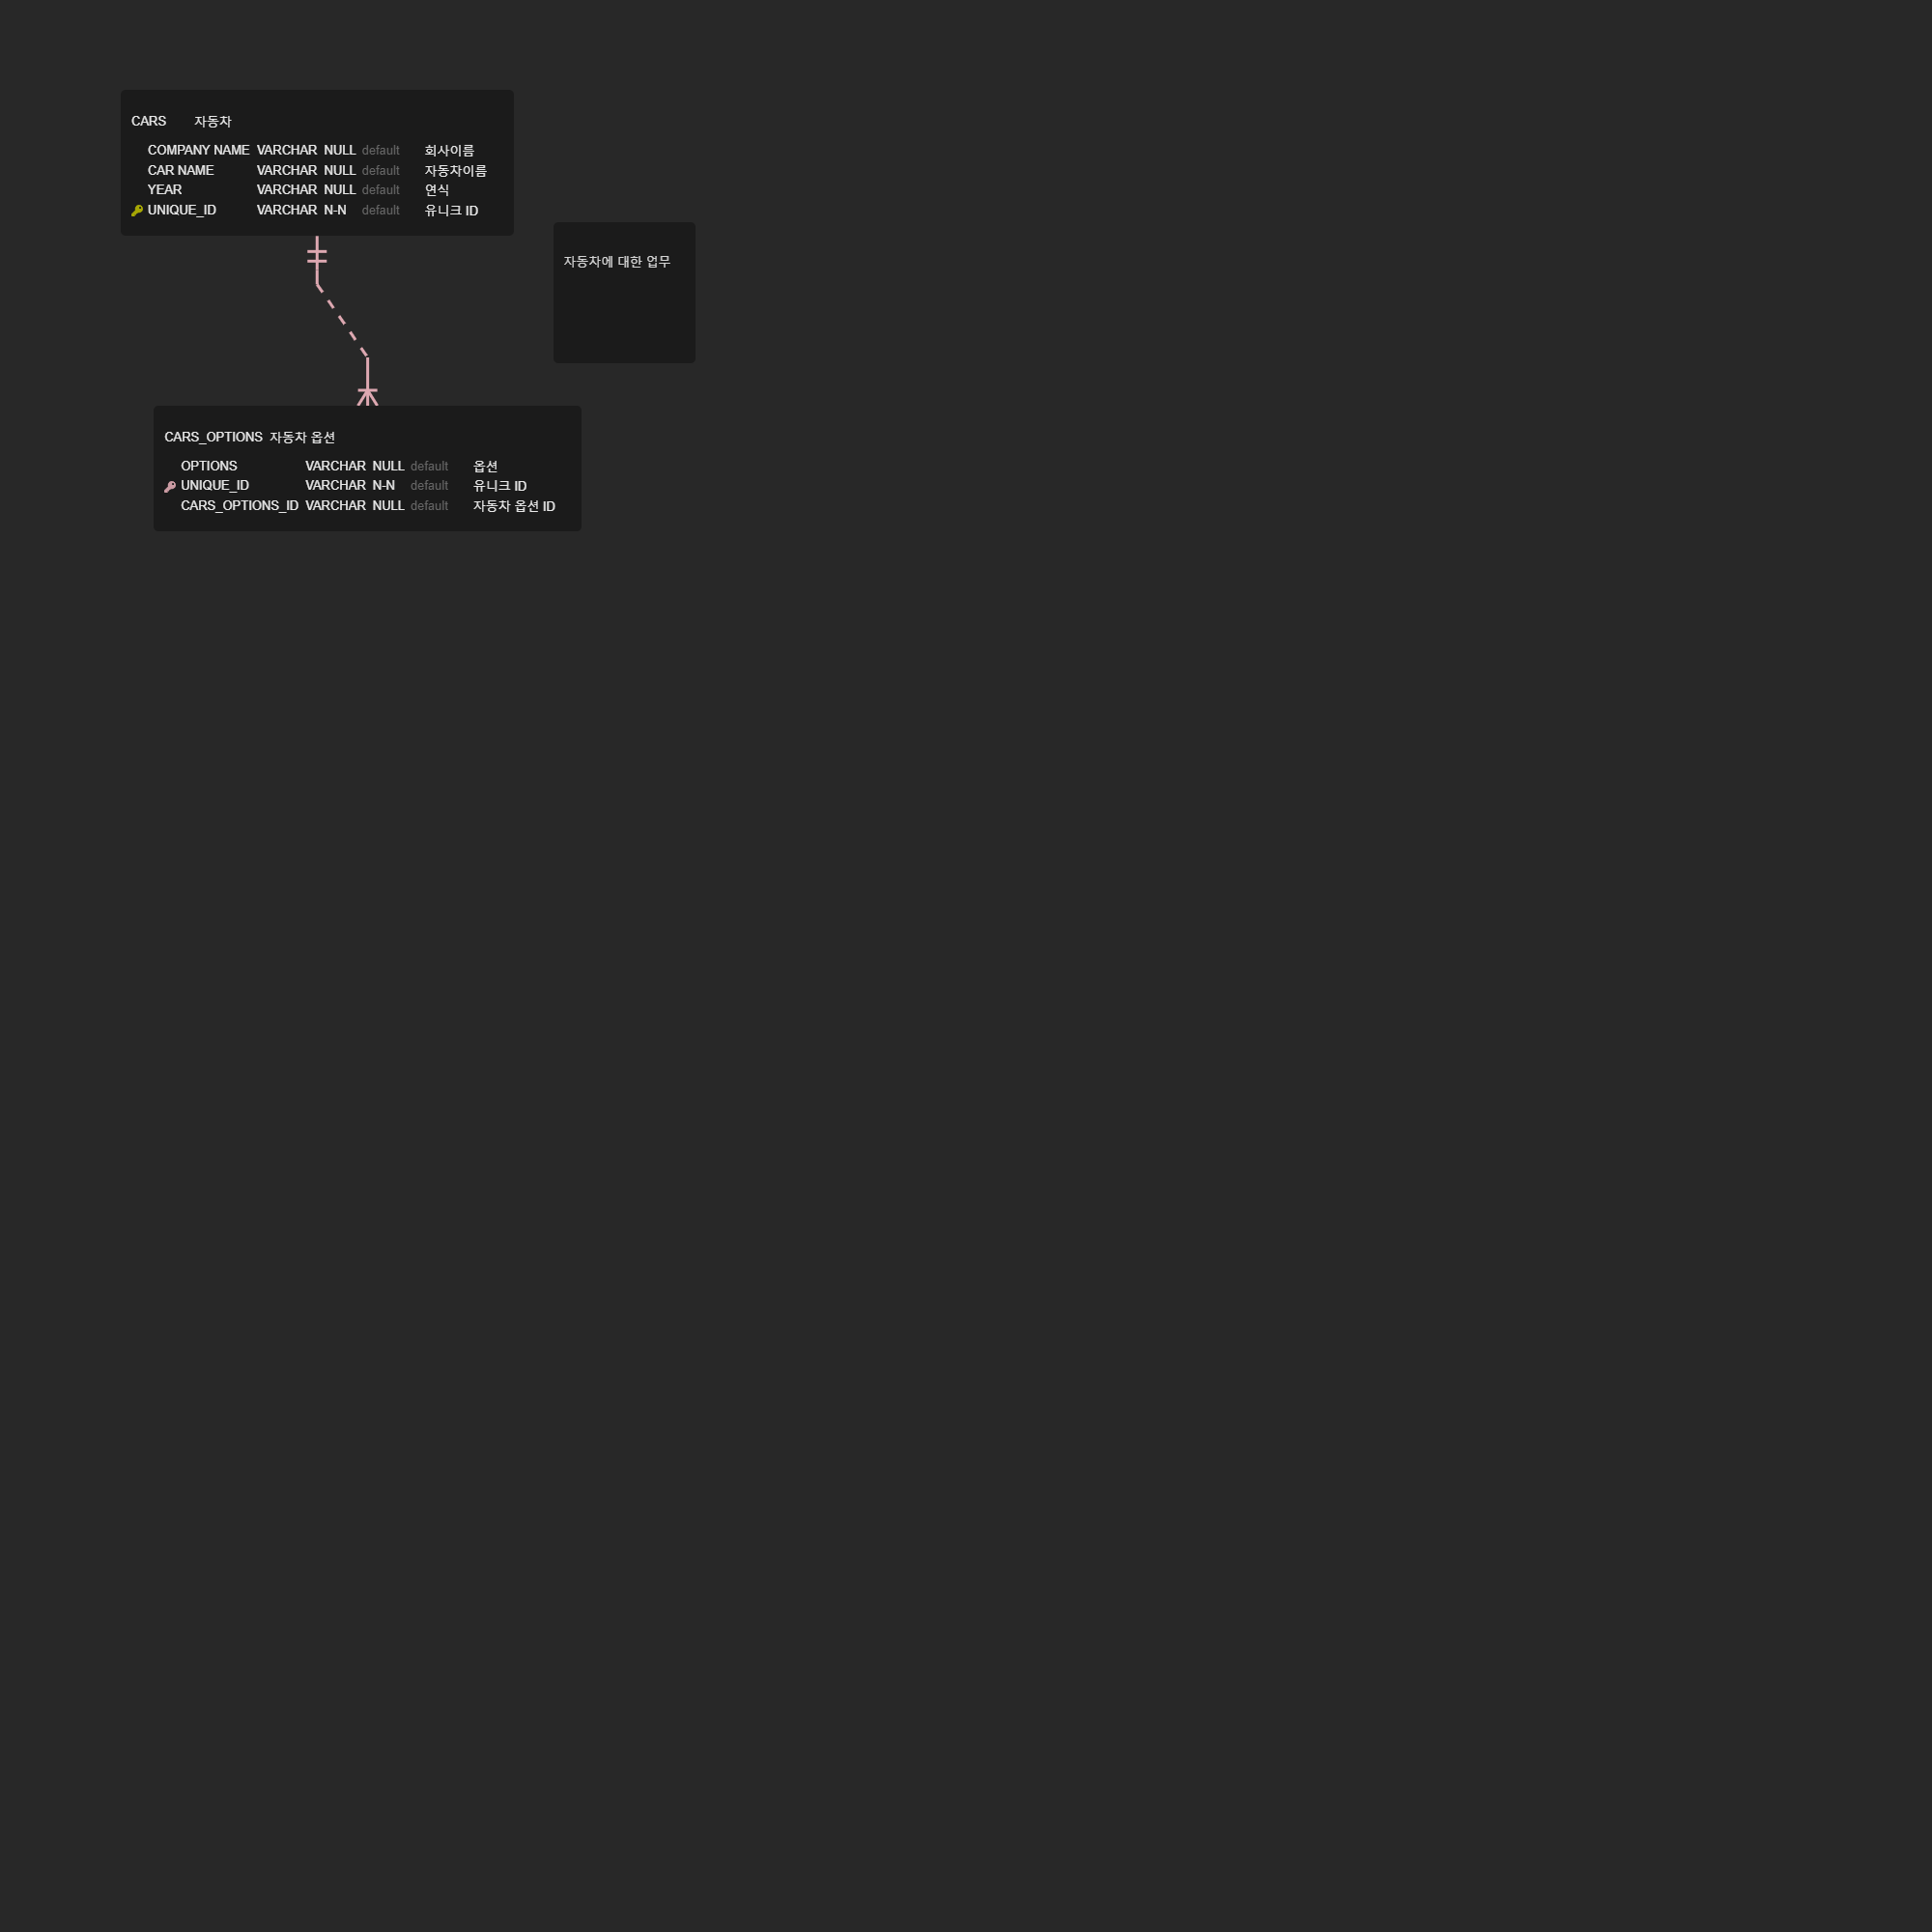 CARS 자동차
COMPANY NAME VARCHAR NULL default 회사이름
CAR NAME VARCHAR NULL default 자동차이름
YEAR VARCHAR NULL default 연식
UNIQUE_ID VARCHAR N-N default 유니크 ID
자동차에 대한 업무
CARS_OPTIONS 자동차 옵션
OPTIONS VARCHAR NULL default 옵션
UNIQUE_ID VARCHAR N-N default 유니크 ID
CARS_OPTIONS_ID VARCHAR NULL default 자동차 옵션 ID